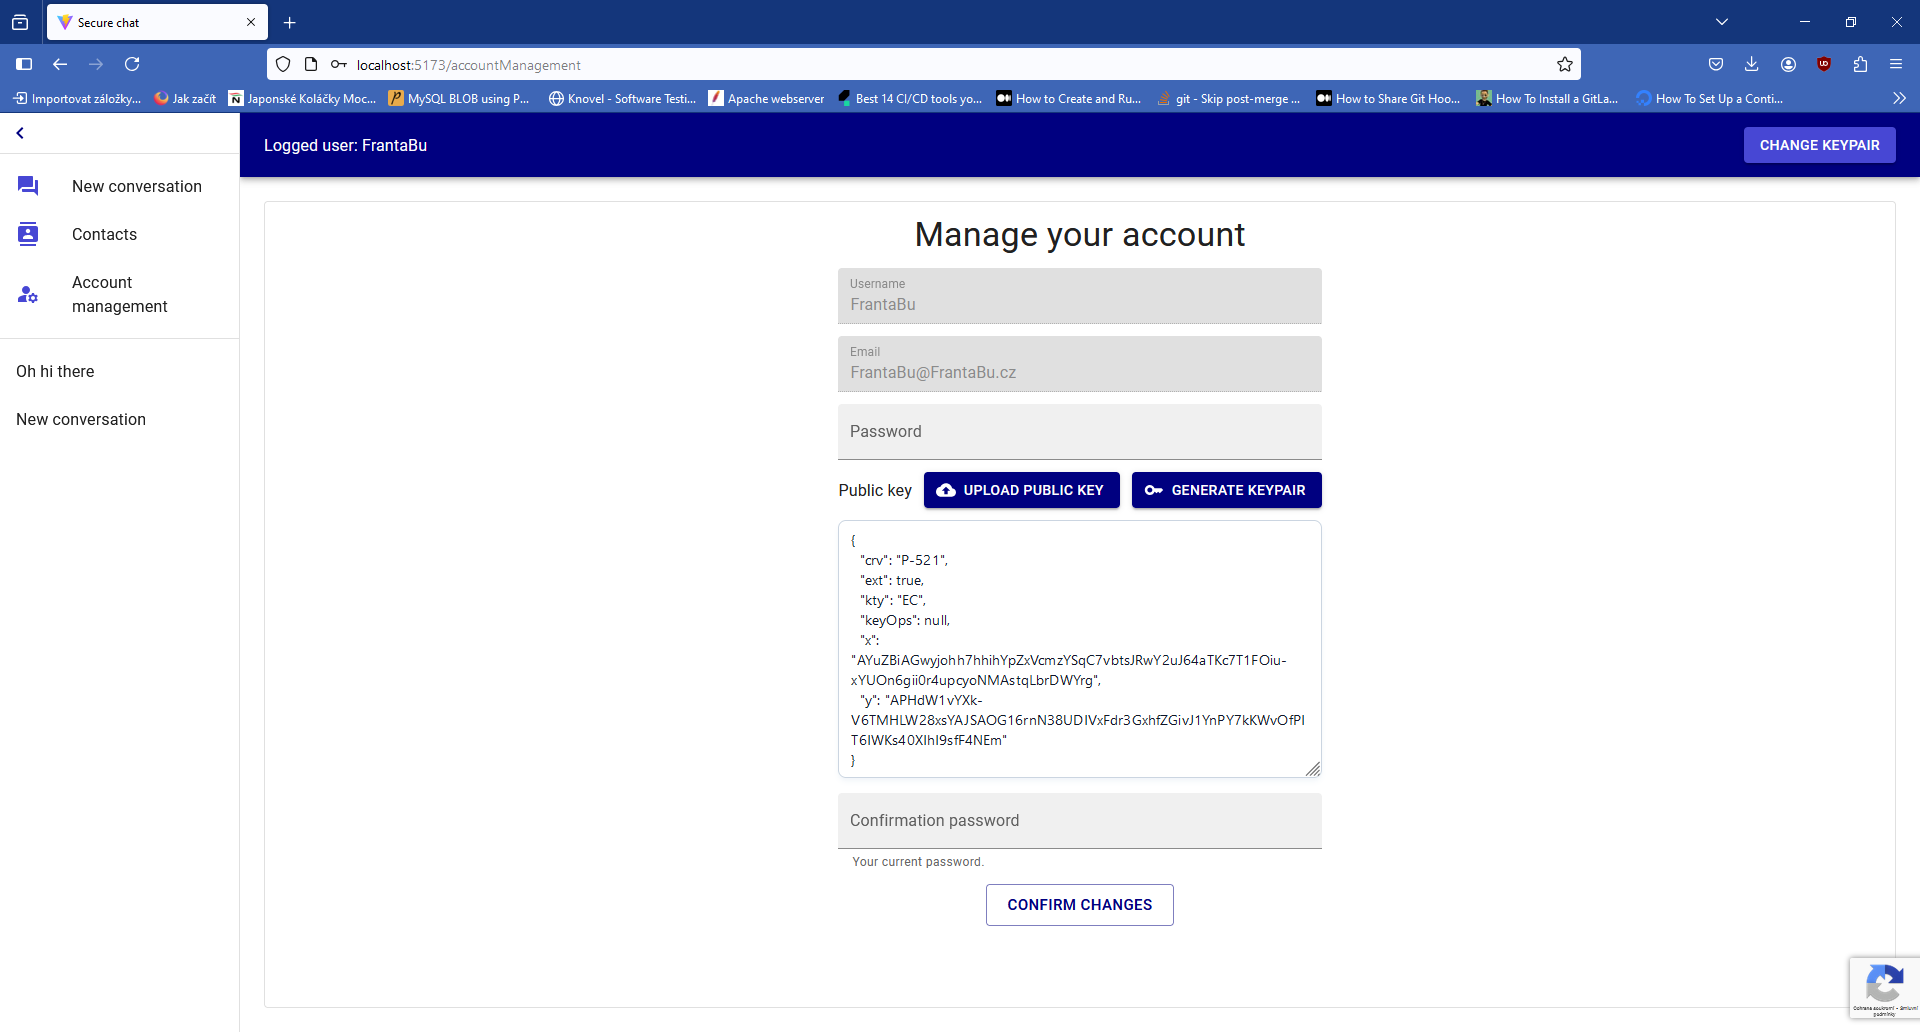 Secure chat
localhost:5173/accountManagement
Importovat záložky...
Jak začít
Japonské Koláčky Moc...
MySQL BLOB using P...
Knovel - Software Testi...
Apache webserver
Best 14 CI/CD tools yo...
How to Create and Ru...
git - Skip post-merge ...
How to Share Git Hoo...
How To Install a GitLa...
How To Set Up a Conti...
Logged user: FrantaBu
CHANGE KEYPAIR
New conversation
Contacts
Account
management
Oh hi there
New conversation
Manage your account
Username
FrantaBu
Email
FrantaBu@FrantaBu.cz
Password
Public key
UPLOAD PUBLIC KEY
GENERATE KEYPAIR
{
"crv": "P-521",
"ext": true,
"kty": "EC",
"keyOps": null,
"x":
"AYuZBiAGwyjohh7hhihYpZxVcmzYSqC7vbtsJRwY2uJ64aTKc7T1FOiu-
xYUOn6gii0r4upcyoNMAstqLbrDWYrg",
"y": "APHdW1vYXk-
V6TMHLW28xsYAJSAOG16rnN38UDIVxFdr3GxhfZGivJ1YnPY7kKWvOfPI
T6IWKs40XIhI9sfF4NEm"
}
Confirmation password
Your current password.
CONFIRM CHANGES
Ochrana soukromí - Smluvní
podmínky